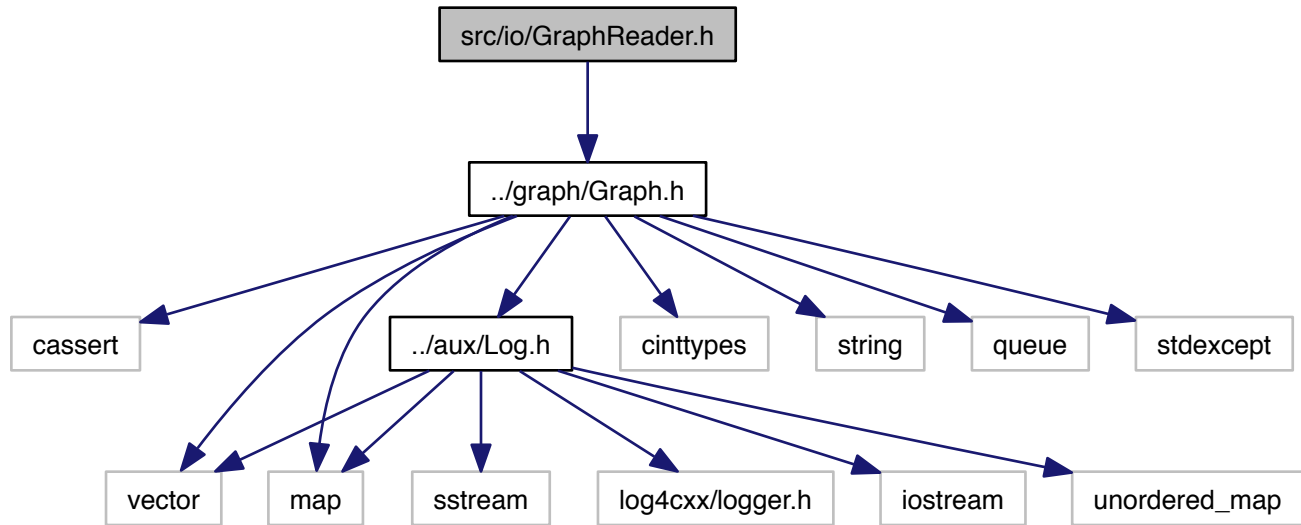 src/io/GraphReader.h
../graph/Graph.h
cassert
../aux/Log.h
cinttypes
string
queue
stdexcept
vector
map
sstream
log4cxx/logger.h
iostream
unordered_map